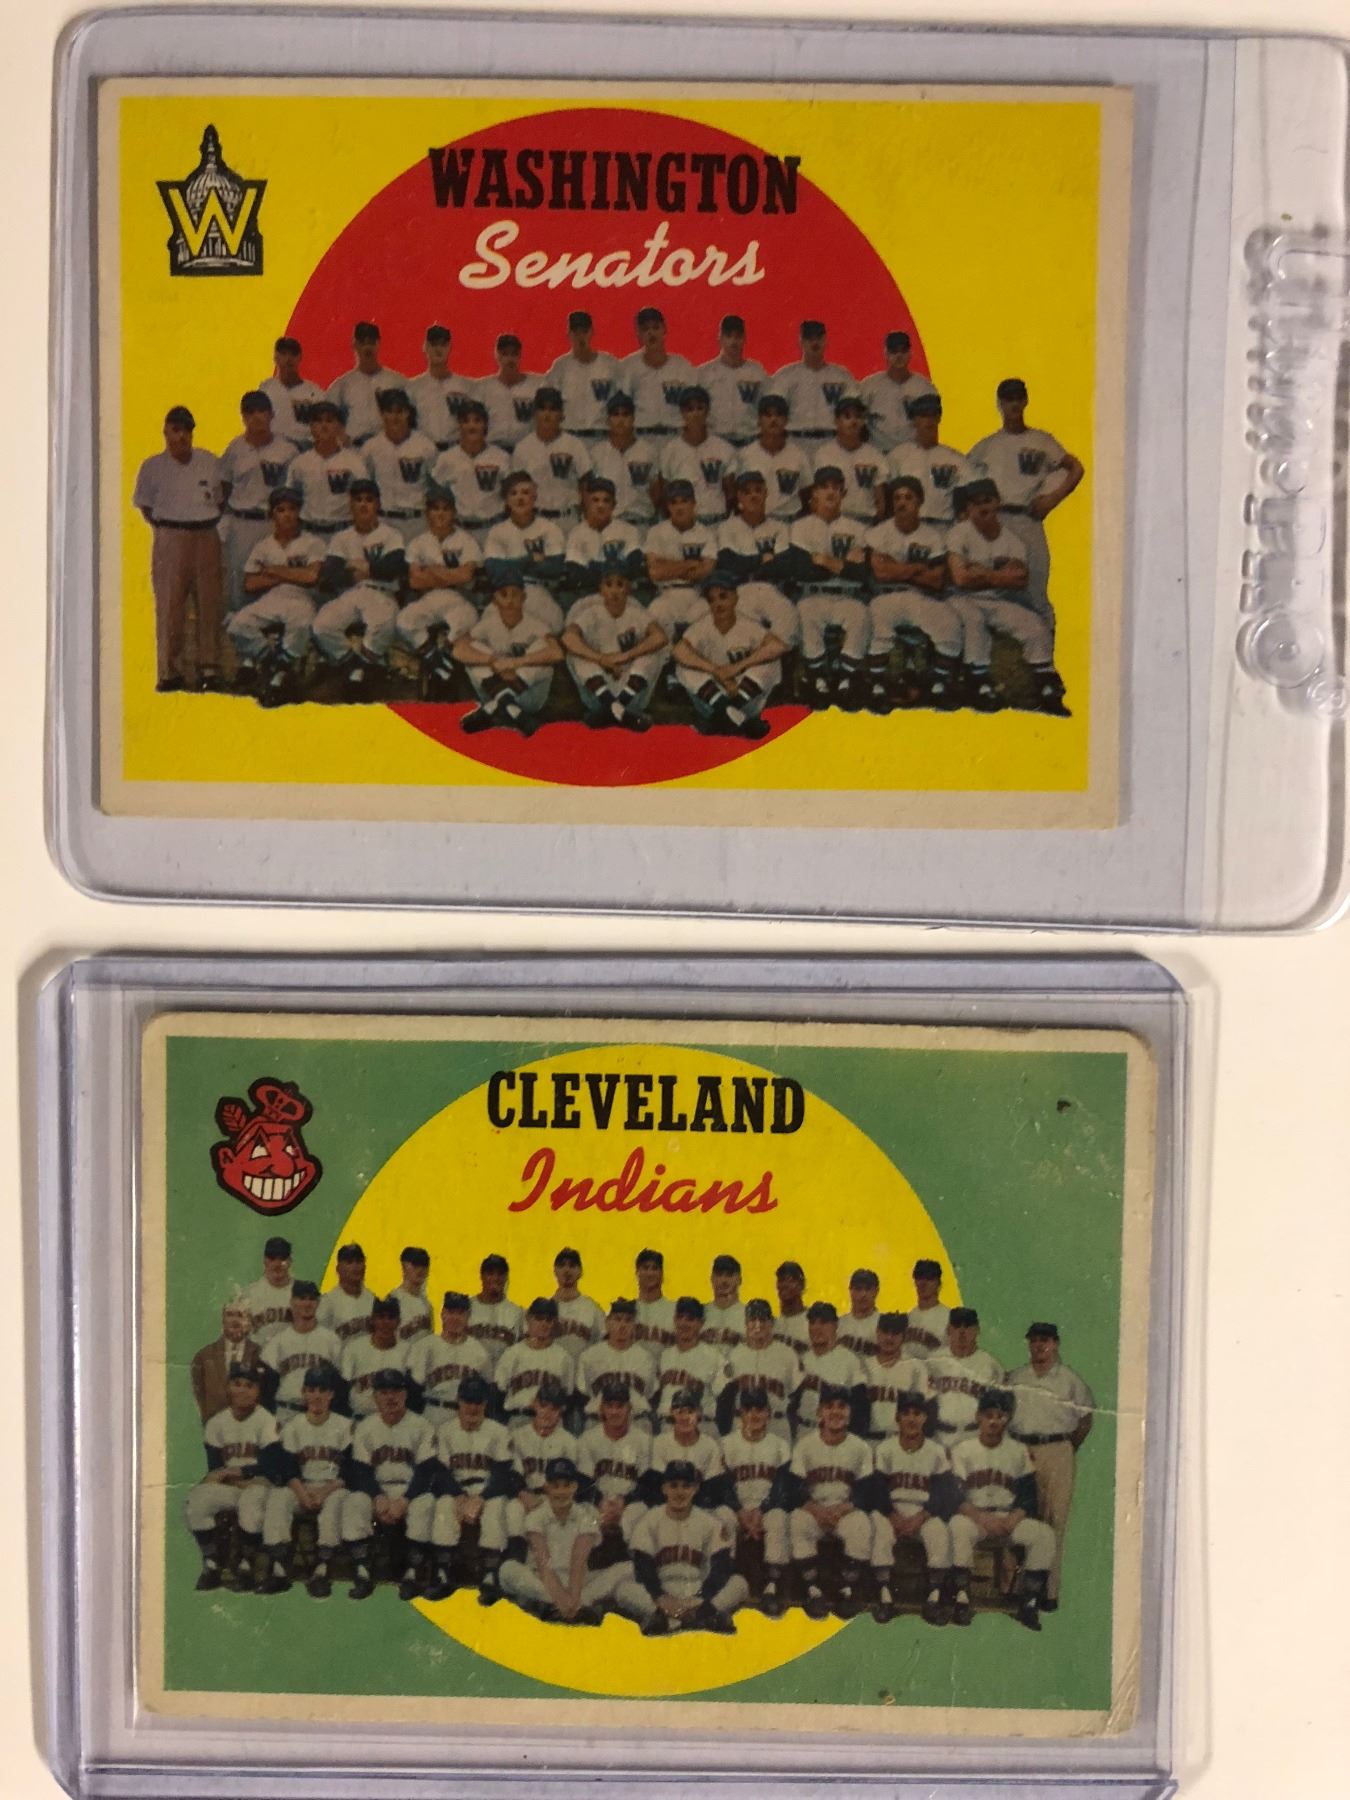 W
WASHINGTON
Senators
CLEVELAND
Indians